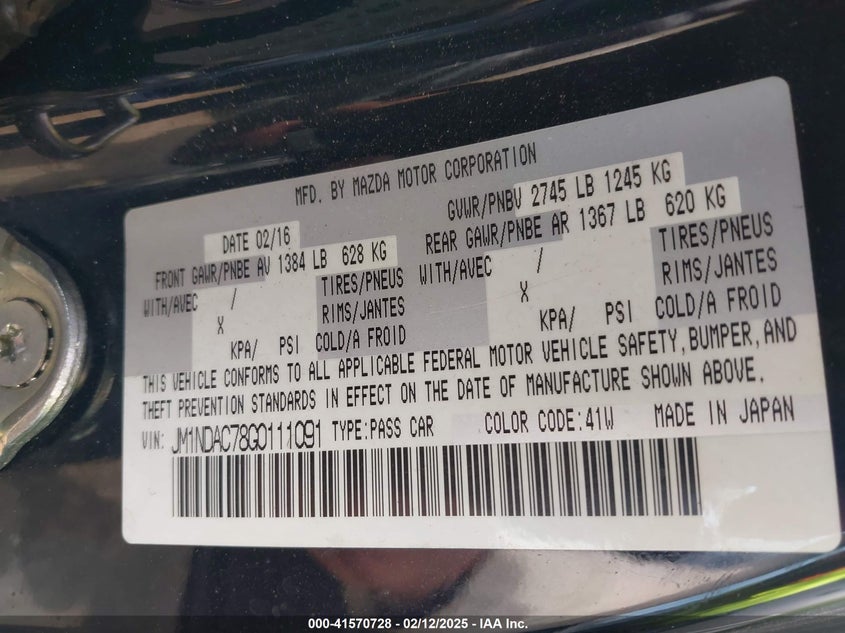 MFD. BY MAZDA MOTOR CORPORATION
DATE 02/16
GVWR/PNBV 2745 LB 1245 KG
FRONT GAWR/PNBE AV 1384 LB 628 KG
REAR GAWR/PNBE AR 1367 LB 620 KG
WITH/AVEC / TIRES/PNEUS
X RIMS/JANTES
KPA/ PSI COLD/A FROID
WITH/AVEC / TIRES/PNEUS
X RIMS/JANTES
KPA/ PSI COLD/A FROID
THIS VEHICLE CONFORMS TO ALL APPLICABLE FEDERAL MOTOR VEHICLE SAFETY, BUMPER, AND
THEFT PREVENTION STANDARDS IN EFFECT ON THE DATE OF MANUFACTURE SHOWN ABOVE.
VIN: JM1NDAC78G0111091 TYPE:PASS CAR COLOR CODE:41W MADE IN JAPAN
000-41570728 - 02/12/2025 - IAA Inc.